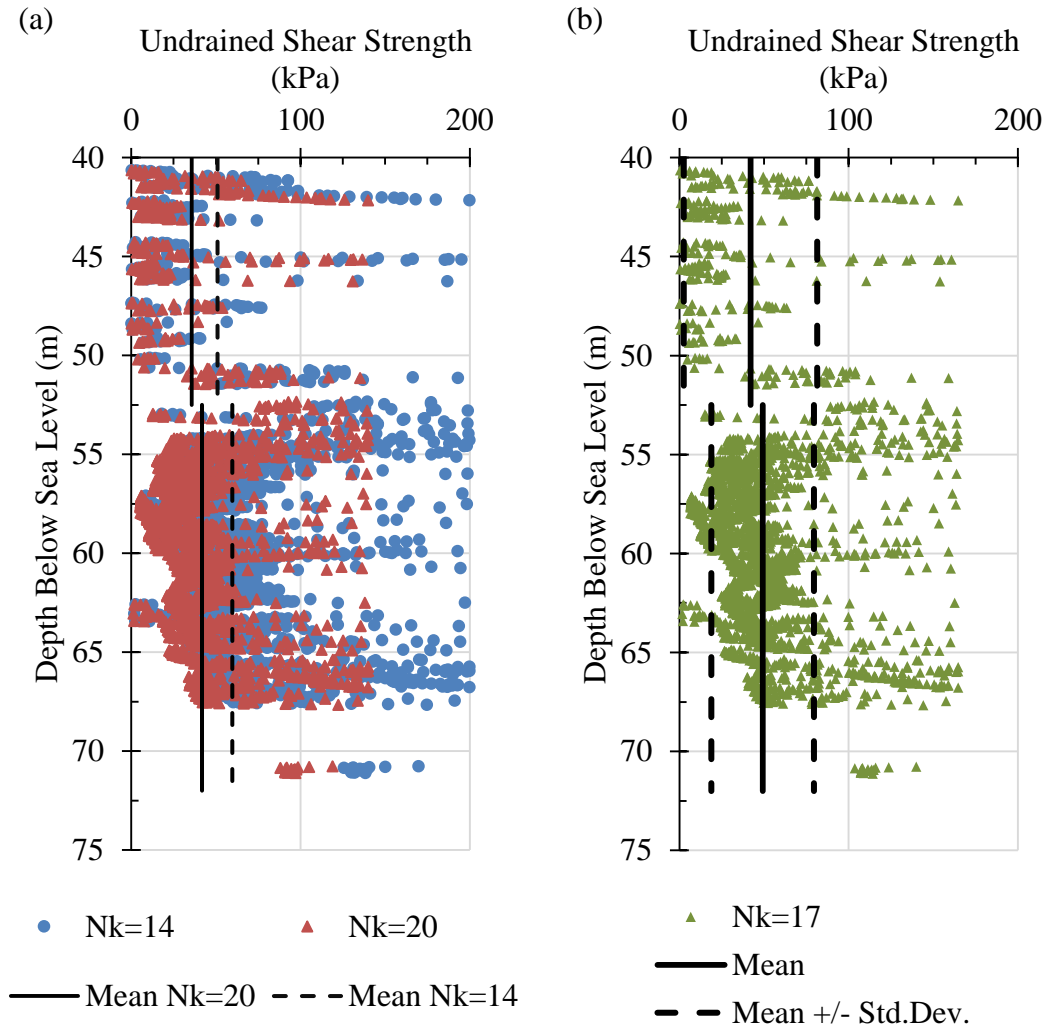 (a)
Undrained Shear Strength
(kPa)
0 100 200
40
45
50
55
60
65
70
75
Depth Below Sea Level (m)
Nk=14
Nk=20
Mean Nk=20
Mean Nk=14
(b)
Undrained Shear Strength
(kPa)
0 100 200
40
45
50
55
60
65
70
75
Depth Below Sea Level (m)
Nk=17
Mean
Mean +/- Std.Dev.